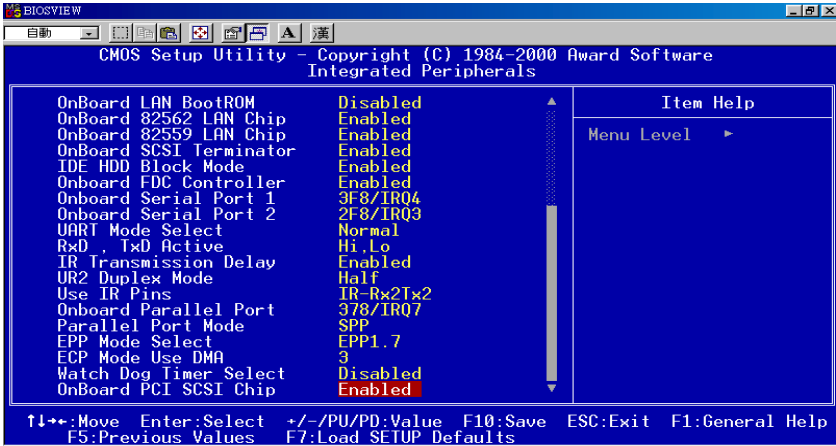 BIOSVIEW
自動
A 漢
CMOS Setup Utility - Copyright (C) 1984-2000 Award Software
Integrated Peripherals
OnBoard LAN BootROM Disabled
OnBoard 82562 LAN Chip Enabled
OnBoard 82559 LAN Chip Enabled
OnBoard SCSI Terminator Enabled
IDE HDD Block Mode Enabled
Onboard FDC Controller Enabled
Onboard Serial Port 1 3F8/IRQ4
Onboard Serial Port 2 2F8/IRQ3
UART Mode Select Normal
RxD , TxD Active Hi,Lo
IR Transmission Delay Enabled
UR2 Duplex Mode Half
Use IR Pins IR-Rx2Tx2
Onboard Parallel Port 378/IRQ7
Parallel Port Mode SPP
EPP Mode Select EPP1.7
ECP Mode Use DMA 3
Watch Dog Timer Select Disabled
OnBoard PCI SCSI Chip Enabled
Item Help
Menu Level ►
↑↓→←:Move Enter:Select +/-/PU/PD:Value F10:Save ESC:Exit F1:General Help
F5:Previous Values F7:Load SETUP Defaults